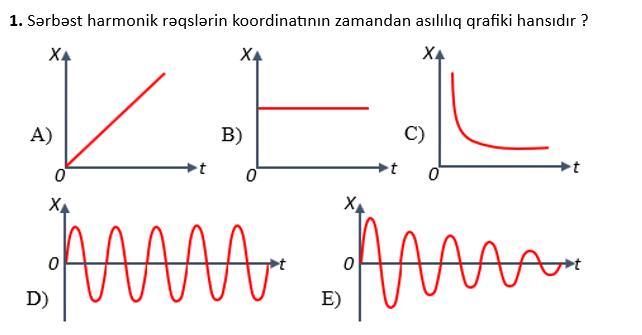 1. Sərbəst harmonik rəqslərin koordinatının zamandan asılılıq qrafiki hansıdır ?
X X X
A) B) C)
0 t 0 t 0 t
X X
0 t 0 t
D) E)